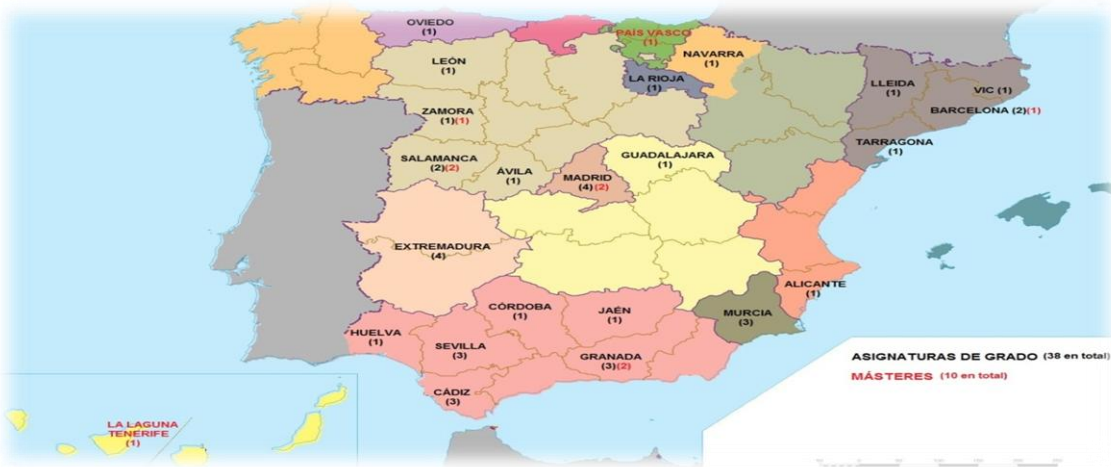 OVIEDO
(1)
PAÍS VASCO
(1)
NAVARRA
(1)
LEÓN
(1)
LA RIOJA
(1)
LLEIDA
(1)
VIC (1)
ZAMORA
(1)(1)
BARCELONA (2)(1)
TARRAGONA
(1)
SALAMANCA
(2)(2)
ÁVILA
(1)
MADRID
(4)(2)
GUADALAJARA
(1)
EXTREMADURA
(4)
ALICANTE
(1)
CÓRDOBA
(1)
JAÉN
(1)
MURCIA
(3)
HUELVA
(1)
SEVILLA
(3)
GRANADA
(3)(2)
CÁDIZ
(3)
ASIGNATURAS DE GRADO (38 en total)
MÁSTERES (10 en total)
LA LAGUNA
TENERIFE
(1)